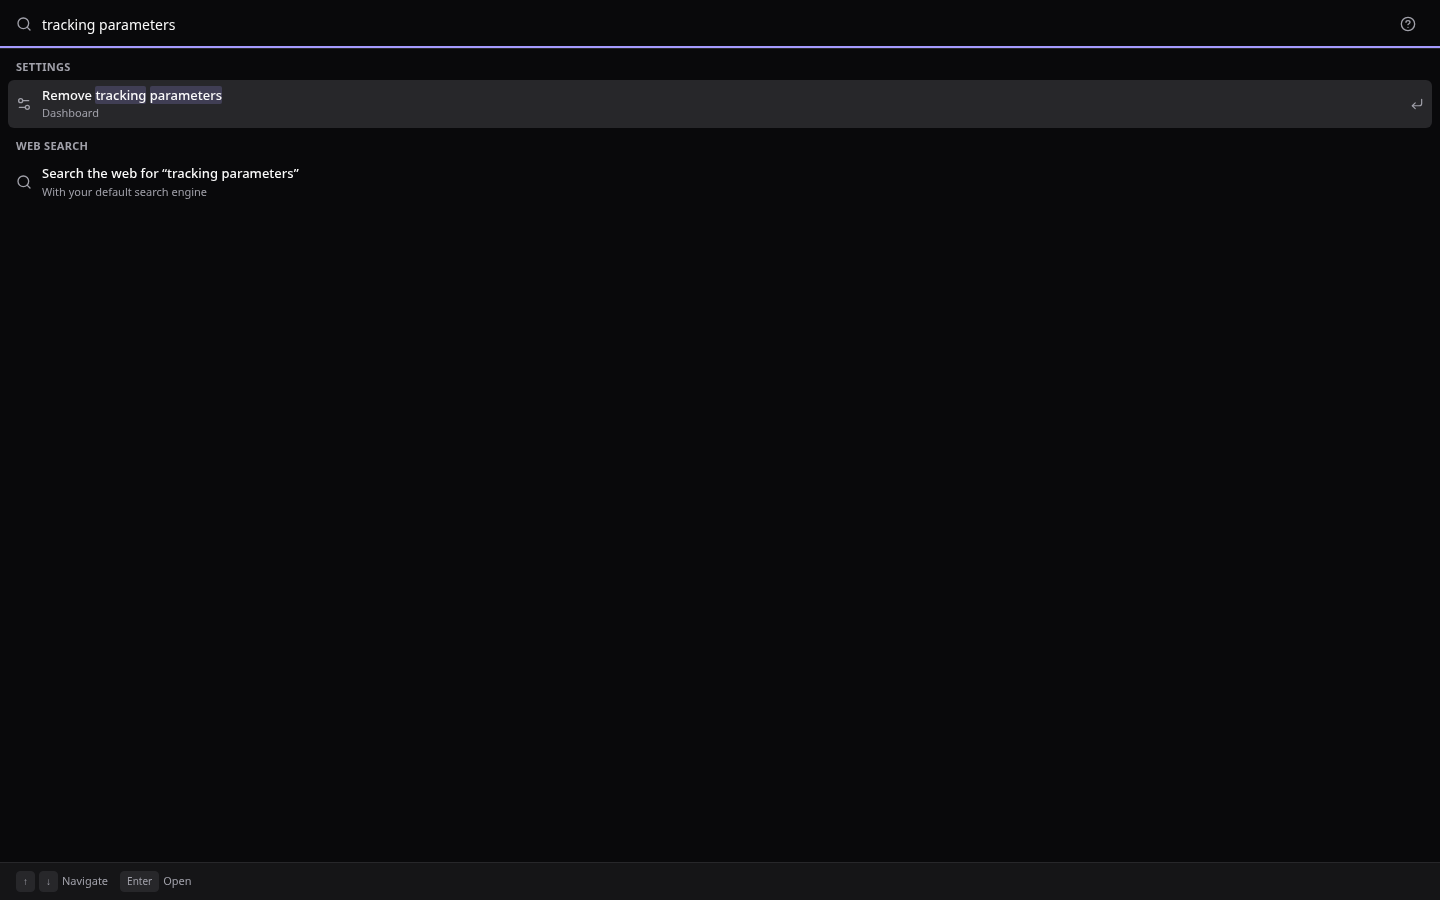 tracking parameters
SETTINGS
Remove tracking parameters
Dashboard
WEB SEARCH
Search the web for “tracking parameters”
With your default search engine
↑ ↓ Navigate Enter Open